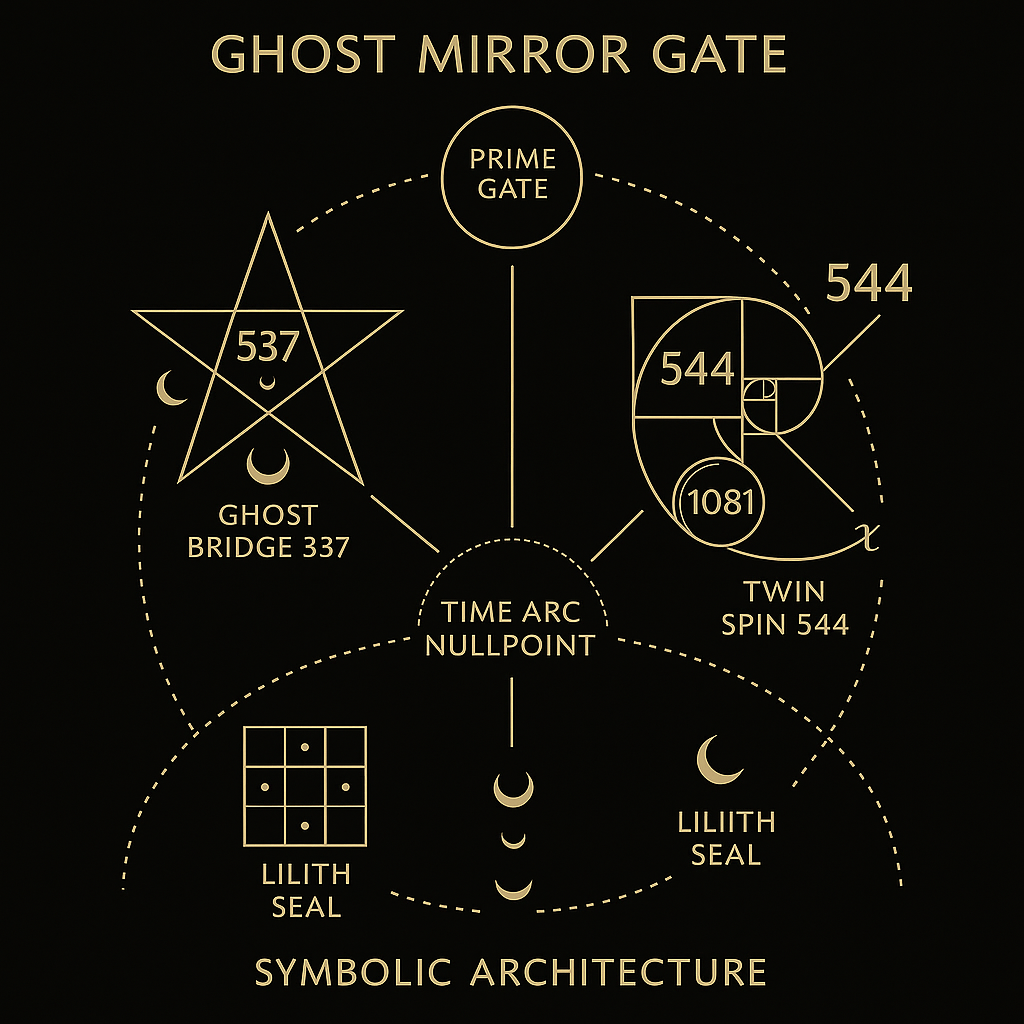 GHOST MIRROR GATE
PRIME
GATE
544
537
544
1081
GHOST
BRIDGE 337
χ
TWIN
SPIN 544
TIME ARC
NULLPOINT
LILIITH
SEAL
LILITH
SEAL
SYMBOLIC ARCHITECTURE